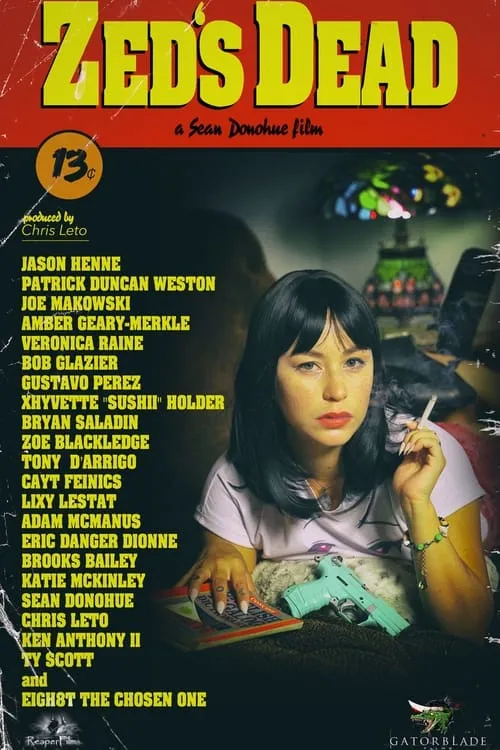 ZED'S DEAD
a Sean Donohue film
13¢
produced by
Chris Leto
JASON HENNE
PATRICK DUNCAN WESTON
JOE MAKOWSKI
AMBER GEARY-MERKLE
VERONICA RAINE
BOB GLAZIER
GUSTAVO PEREZ
XHYVETTE "SUSHII" HOLDER
BRYAN SALADIN
ZOE BLACKLEDGE
TONY D'ARRIGO
CAYT FEINICS
LIXY LESTAT
ADAM MCMANUS
ERIC DANGER DIONNE
BROOKS BAILEY
KATIE MCKINLEY
SEAN DONOHUE
CHRIS LETO
KEN ANTHONY II
TY $COTT
and
EIGH8T THE CHOSEN ONE
GATORBLADE